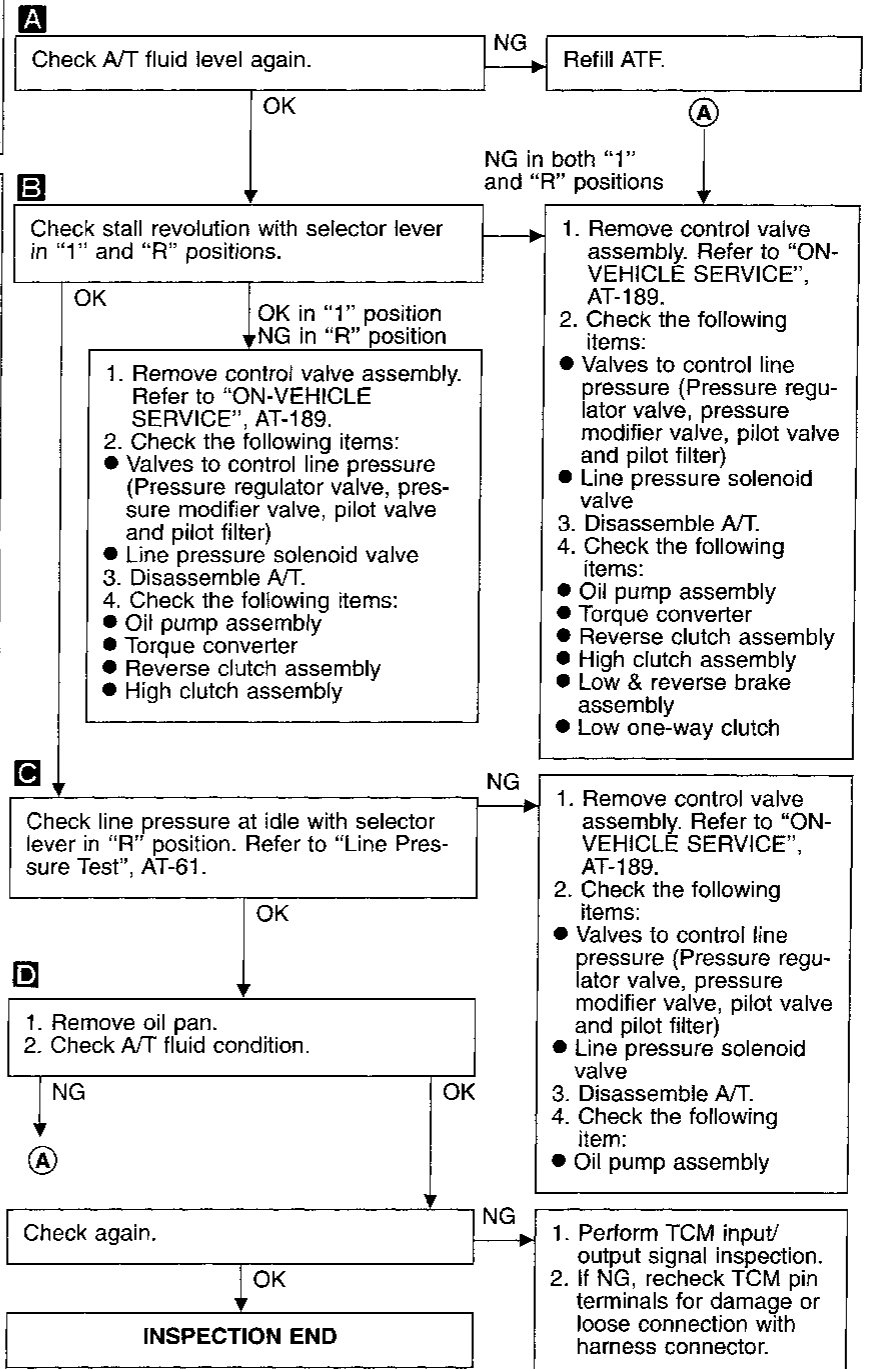 A
Check A/T fluid level again.
NG
Refill ATF.
OK
A
NG in both “1”
and “R” positions
B
Check stall revolution with selector lever
in “1” and “R” positions.
OK
OK in “1” position
NG in “R” position
1. Remove control valve assembly.
Refer to “ON-VEHICLE
SERVICE”, AT-189.
2. Check the following items:
● Valves to control line pressure
(Pressure regulator valve, pres-
sure modifier valve, pilot valve
and pilot filter)
● Line pressure solenoid valve
3. Disassemble A/T.
4. Check the following items:
● Oil pump assembly
● Torque converter
● Reverse clutch assembly
● High clutch assembly
1. Remove control valve
assembly. Refer to “ON-
VEHICLE SERVICE”,
AT-189.
2. Check the following
items:
● Valves to control line
pressure (Pressure regu-
lator valve, pressure
modifier valve, pilot valve
and pilot filter)
● Line pressure solenoid
valve
3. Disassemble A/T.
4. Check the following
items:
● Oil pump assembly
● Torque converter
● Reverse clutch assembly
● High clutch assembly
● Low & reverse brake
assembly
● Low one-way clutch
C
Check line pressure at idle with selector
lever in “R” position. Refer to “Line Pres-
sure Test”, AT-61.
NG
1. Remove control valve
assembly. Refer to “ON-
VEHICLE SERVICE”,
AT-189.
2. Check the following
items:
● Valves to control line
pressure (Pressure regu-
lator valve, pressure
modifier valve, pilot valve
and pilot filter)
● Line pressure solenoid
valve
3. Disassemble A/T.
4. Check the following
item:
● Oil pump assembly
OK
D
1. Remove oil pan.
2. Check A/T fluid condition.
NG
OK
A
Check again.
NG
1. Perform TCM input/
output signal inspection.
2. If NG, recheck TCM pin
terminals for damage or
loose connection with
harness connector.
OK
INSPECTION END